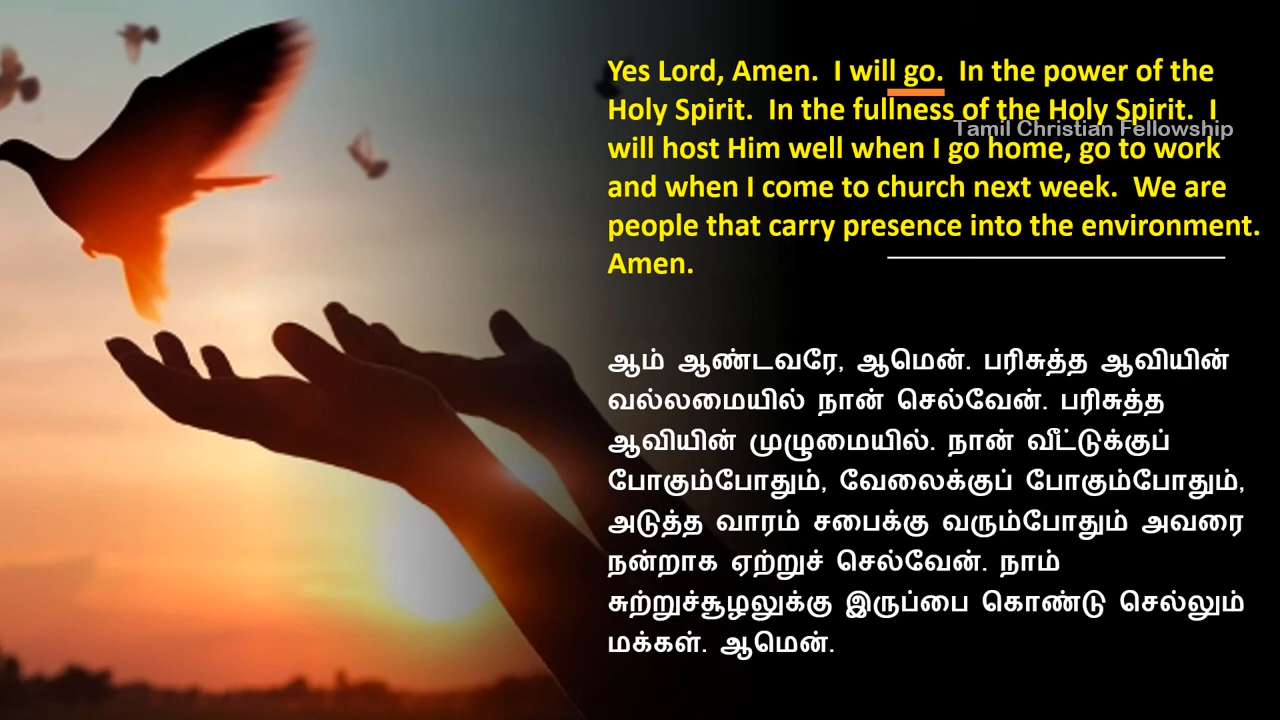 Yes Lord, Amen.  I will go.  In the power of the
Holy Spirit.  In the fullness of the Holy Spirit.  I
Tamil Christian Fellowship
will host Him well when I go home, go to work
and when I come to church next week.  We are
people that carry presence into the environment.
Amen.
ஆம் ஆண்டவரே, ஆமென். பரிசுத்த ஆவியின்
வல்லமையில் நான் செல்வேன். பரிசுத்த
ஆவியின் முழுமையில். நான் வீட்டுக்குப்
போகும்போதும், வேலைக்குப் போகும்போதும்,
அடுத்த வாரம் சபைக்கு வரும்போதும் அவரை
நன்றாக ஏற்றுச் செல்வேன். நாம்
சுற்றுச்சூழலுக்கு இருப்பை கொண்டு செல்லும்
மக்கள். ஆமென்.